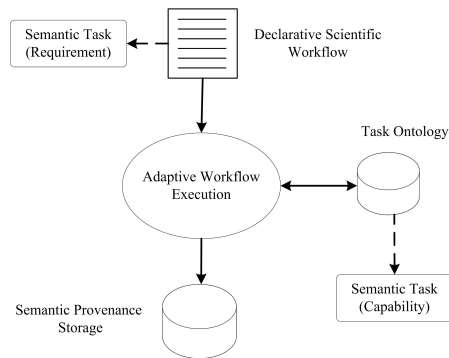 Semantic Task
(Requirement)
Declarative Scientific
Workflow
Task Ontology
Adaptive Workflow
Execution
Semantic Task
(Capability)
Semantic Provenance
Storage